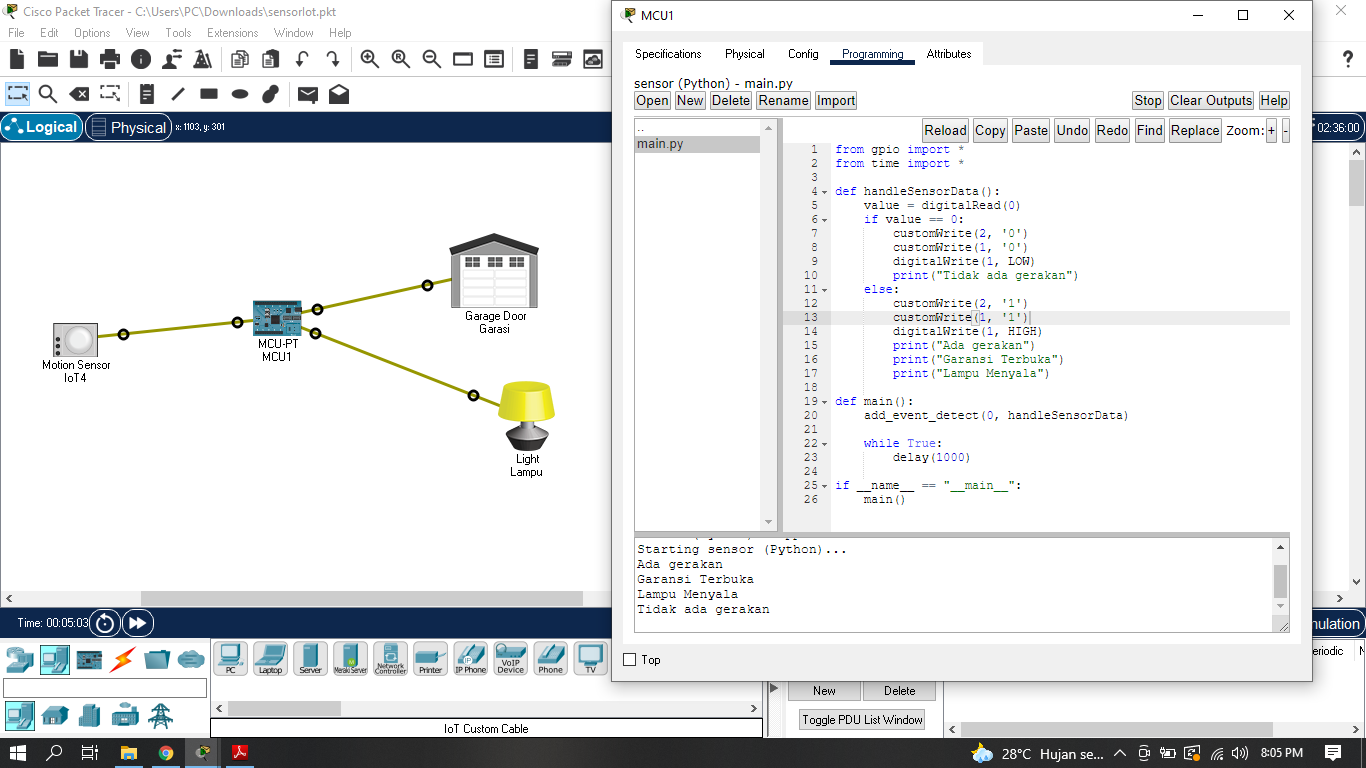 Cisco Packet Tracer - C:\Users\PC\Downloads\sensorIot.pkt
File Edit Options View Tools Extensions Window Help
Logical Physical x: 1103, y: 301
02:36:00
Garage Door
Garasi
MCU-PT
MCU1
Motion Sensor
IoT4
Light
Lampu
MCU1
Specifications Physical Config Programming Attributes
sensor (Python) - main.py
Open New Delete Rename Import Stop Clear Outputs Help
Reload Copy Paste Undo Redo Find Replace Zoom: + -
..
main.py
1 from gpio import *
2 from time import *
3
4 def handleSensorData():
5 value = digitalRead(0)
6 if value == 0:
7 customWrite(2, '0')
8 customWrite(1, '0')
9 digitalWrite(1, LOW)
10 print("Tidak ada gerakan")
11 else:
12 customWrite(2, '1')
13 customWrite(1, '1')
14 digitalWrite(1, HIGH)
15 print("Ada gerakan")
16 print("Garansi Terbuka")
17 print("Lampu Menyala")
18
19 def main():
20 add_event_detect(0, handleSensorData)
21
22 while True:
23 delay(1000)
24
25 if __name__ == "__main__":
26 main()
Starting sensor (Python)...
Ada gerakan
Garansi Terbuka
Lampu Menyala
Tidak ada gerakan
Top
Time: 00:05:03
PC Laptop Server Meraki Server Network Controller Printer IP Phone VoIP Device Phone TV
IoT Custom Cable
New Delete
Toggle PDU List Window
28°C Hujan se... 8:05 PM